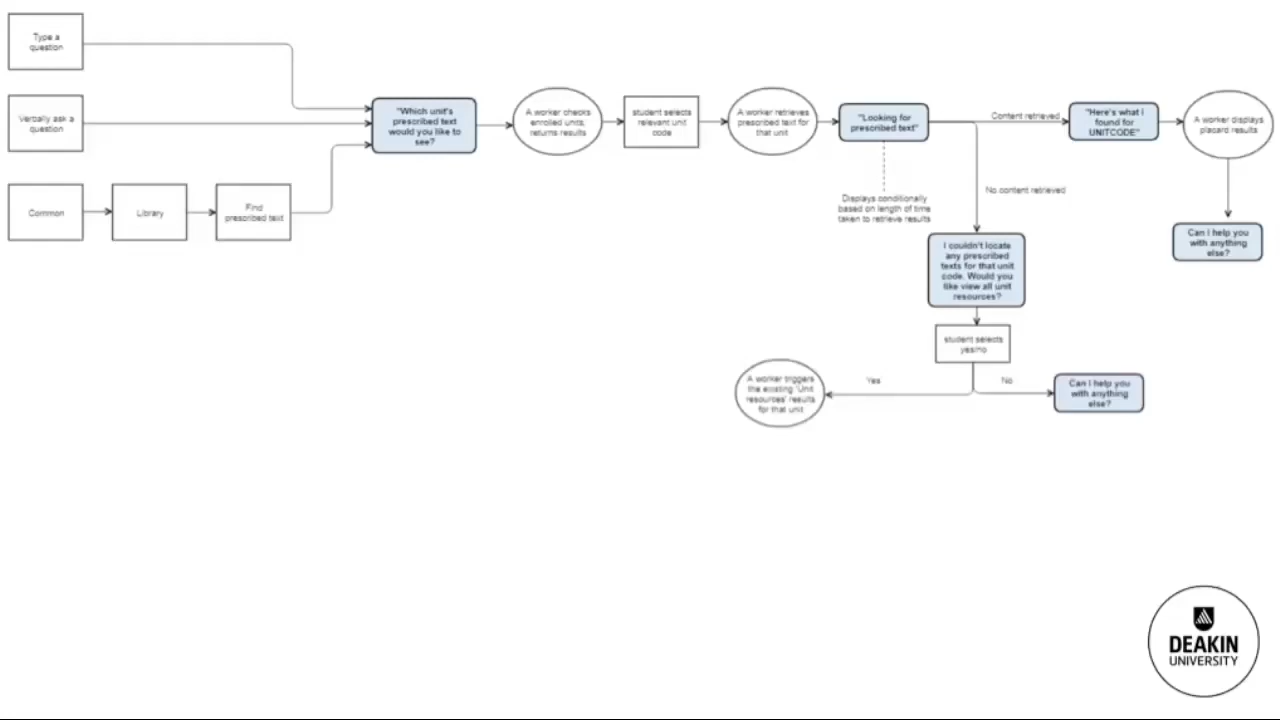 Type a
question
Verbally ask a
question
Common
Library
Find
prescribed text
"Which unit's
prescribed text
would you like to
see?
A worker checks
enrolled units,
returns results
student selects
relevant unit
code
A worker retrieves
prescribed text for
that unit
"Looking for
prescribed text"
Displays conditionally
based on length of time
taken to retrieve results
Content retrieved
"Here's what I
found for
UNITCODE"
A worker displays
placard results
Can I help you
with anything
else?
No content retrieved
I couldn't locate
any prescribed
texts for that unit
code. Would you
like view all unit
resources?
student selects
yes/no
Yes
No
A worker triggers
the existing 'Unit
resources' results
for that unit
Can I help you
with anything
else?
DEAKIN
UNIVERSITY